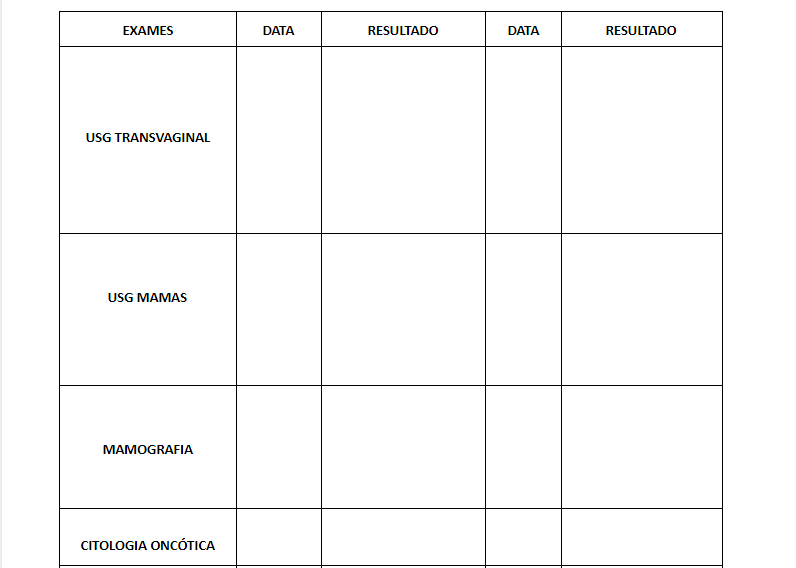 EXAMES DATA RESULTADO DATA RESULTADO
USG TRANSVAGINAL
USG MAMAS
MAMOGRAFIA
CITOLOGIA ONCÓTICA